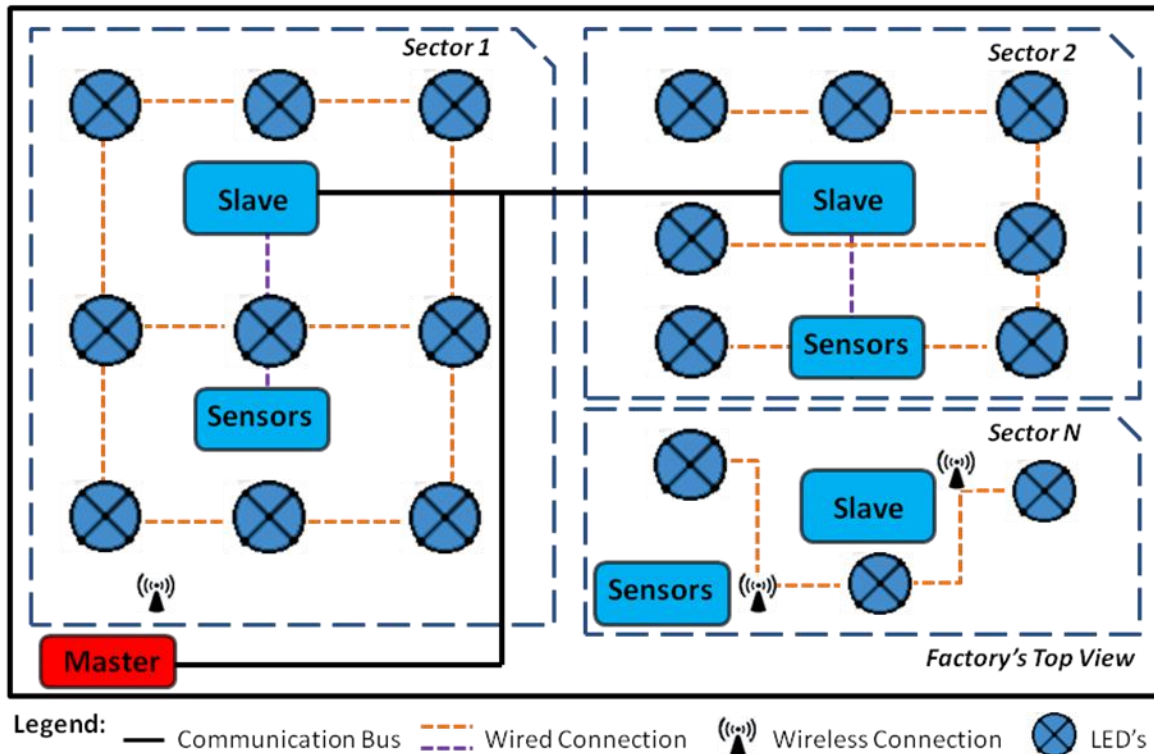 Sector 1
Sector 2
Slave
Slave
Sensors
Sensors
Sector N
Slave
Sensors
Master
Factory's Top View
Legend:
Communication Bus
Wired Connection
Wireless Connection
LED's